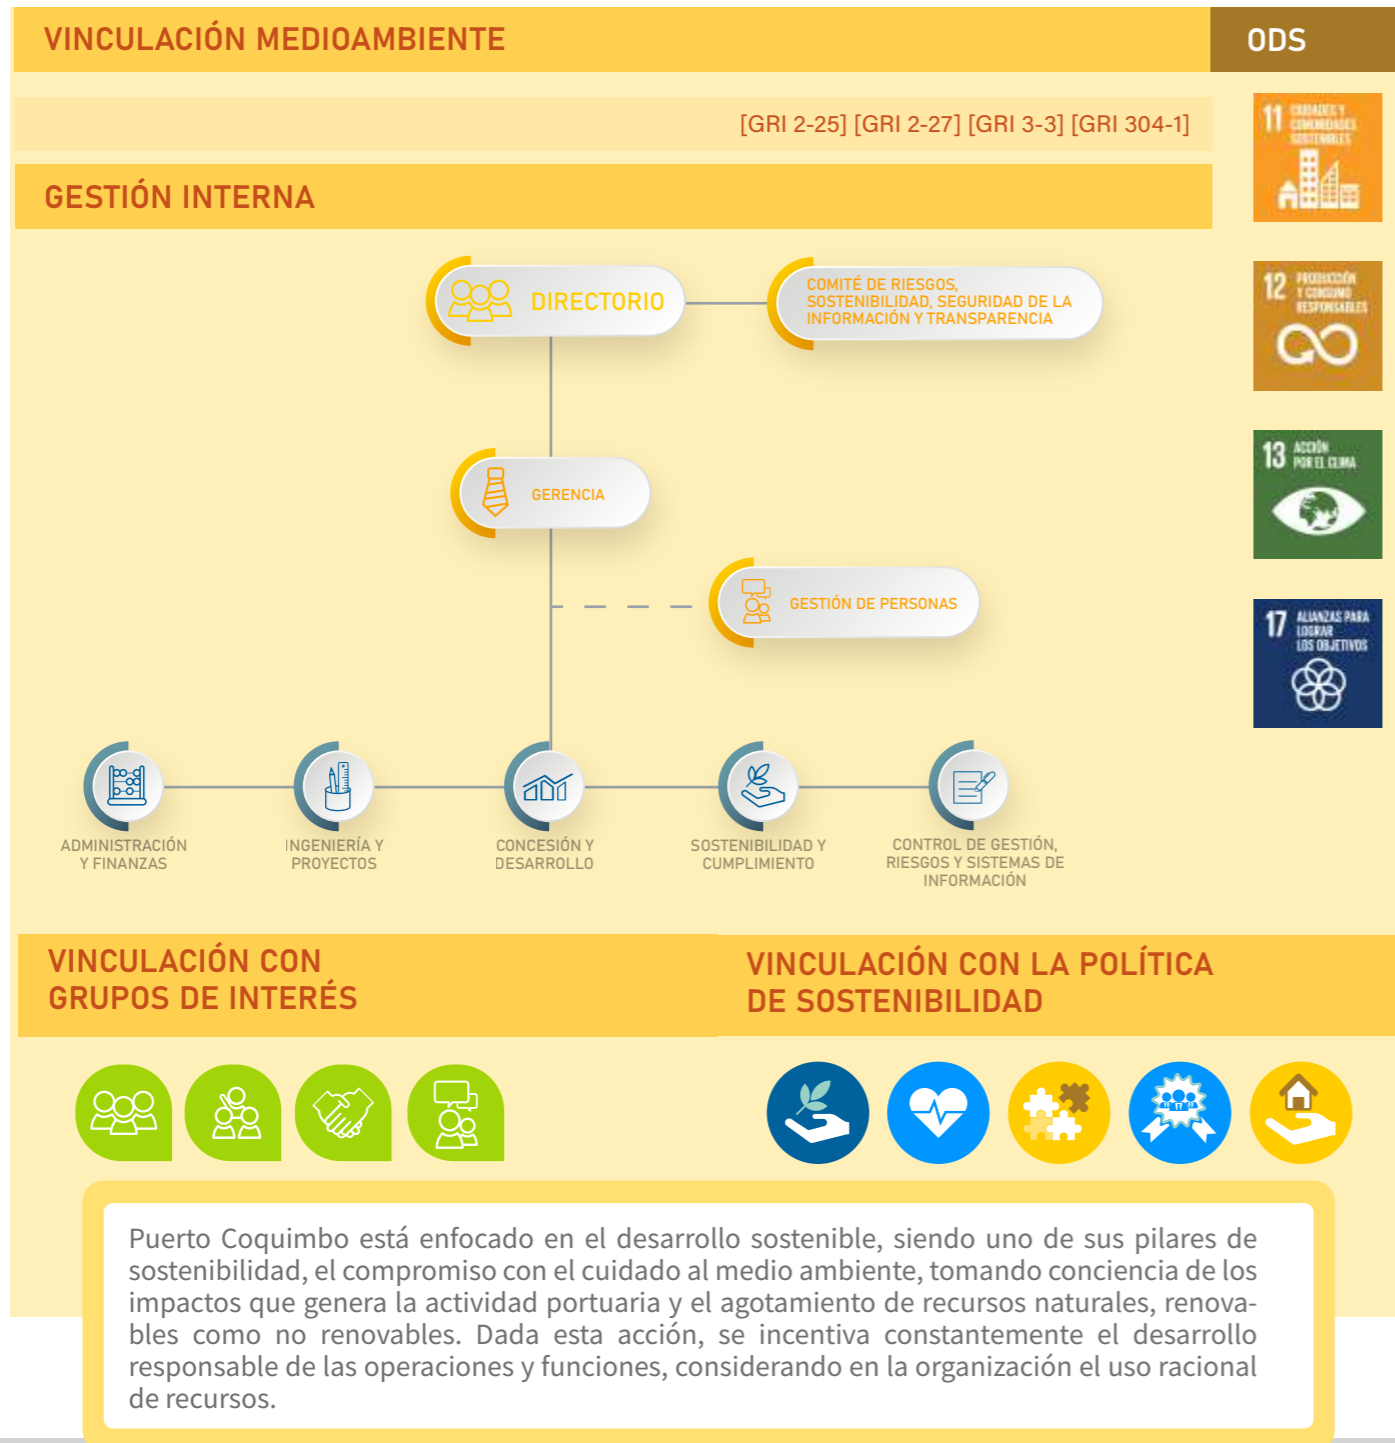 VINCULACIÓN MEDIOAMBIENTE
ODS
[GRI 2-25] [GRI 2-27] [GRI 3-3] [GRI 304-1]
11 CIUDADES Y
COMUNIDADES
SOSTENIBLES
GESTIÓN INTERNA
DIRECTORIO
COMITÉ DE RIESGOS,
SOSTENIBILIDAD, SEGURIDAD DE LA
INFORMACIÓN Y TRANSPARENCIA
12 PRODUCCIÓN
Y CONSUMO
RESPONSABLES
GERENCIA
13 ACCIÓN
POR EL CLIMA
GESTIÓN DE PERSONAS
17 ALIANZAS PARA
LOGRAR
LOS OBJETIVOS
ADMINISTRACIÓN
Y FINANZAS
INGENIERÍA Y
PROYECTOS
CONCESIÓN Y
DESARROLLO
SOSTENIBILIDAD Y
CUMPLIMIENTO
CONTROL DE GESTIÓN,
RIESGOS Y SISTEMAS DE
INFORMACIÓN
VINCULACIÓN CON
GRUPOS DE INTERÉS
VINCULACIÓN CON LA POLÍTICA
DE SOSTENIBILIDAD
Puerto Coquimbo está enfocado en el desarrollo sostenible, siendo uno de sus pilares de
sostenibilidad, el compromiso con el cuidado al medio ambiente, tomando conciencia de los
impactos que genera la actividad portuaria y el agotamiento de recursos naturales, renova-
bles como no renovables. Dada esta acción, se incentiva constantemente el desarrollo
responsable de las operaciones y funciones, considerando en la organización el uso racional
de recursos.